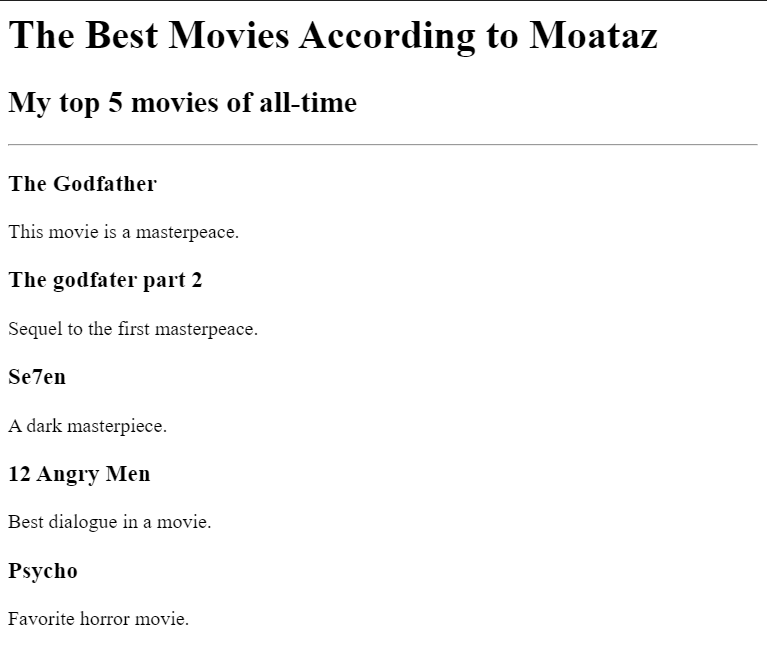 The Best Movies According to Moataz
My top 5 movies of all-time
The Godfather
This movie is a masterpeace.
The godfater part 2
Sequel to the first masterpeace.
Se7en
A dark masterpiece.
12 Angry Men
Best dialogue in a movie.
Psycho
Favorite horror movie.